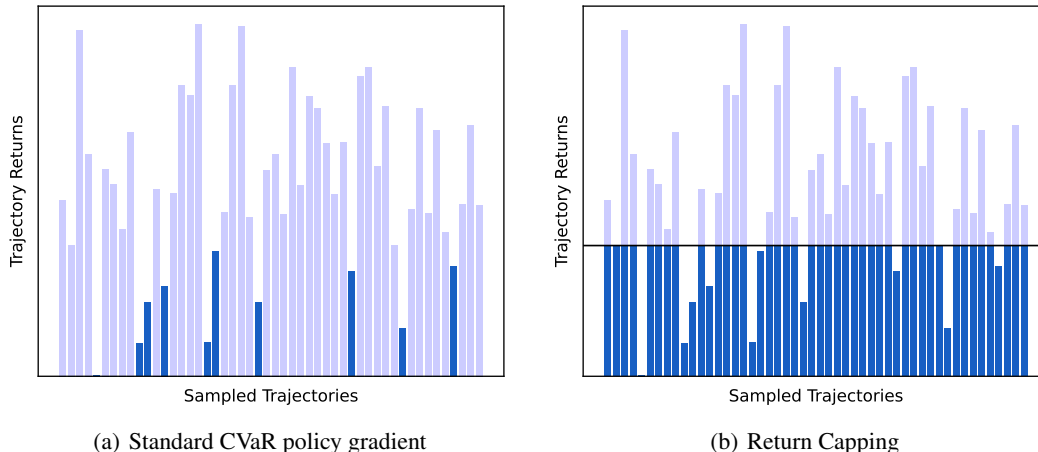 Trajectory Returns
Sampled Trajectories
(a) Standard CVaR policy gradient
Trajectory Returns
Sampled Trajectories
(b) Return Capping